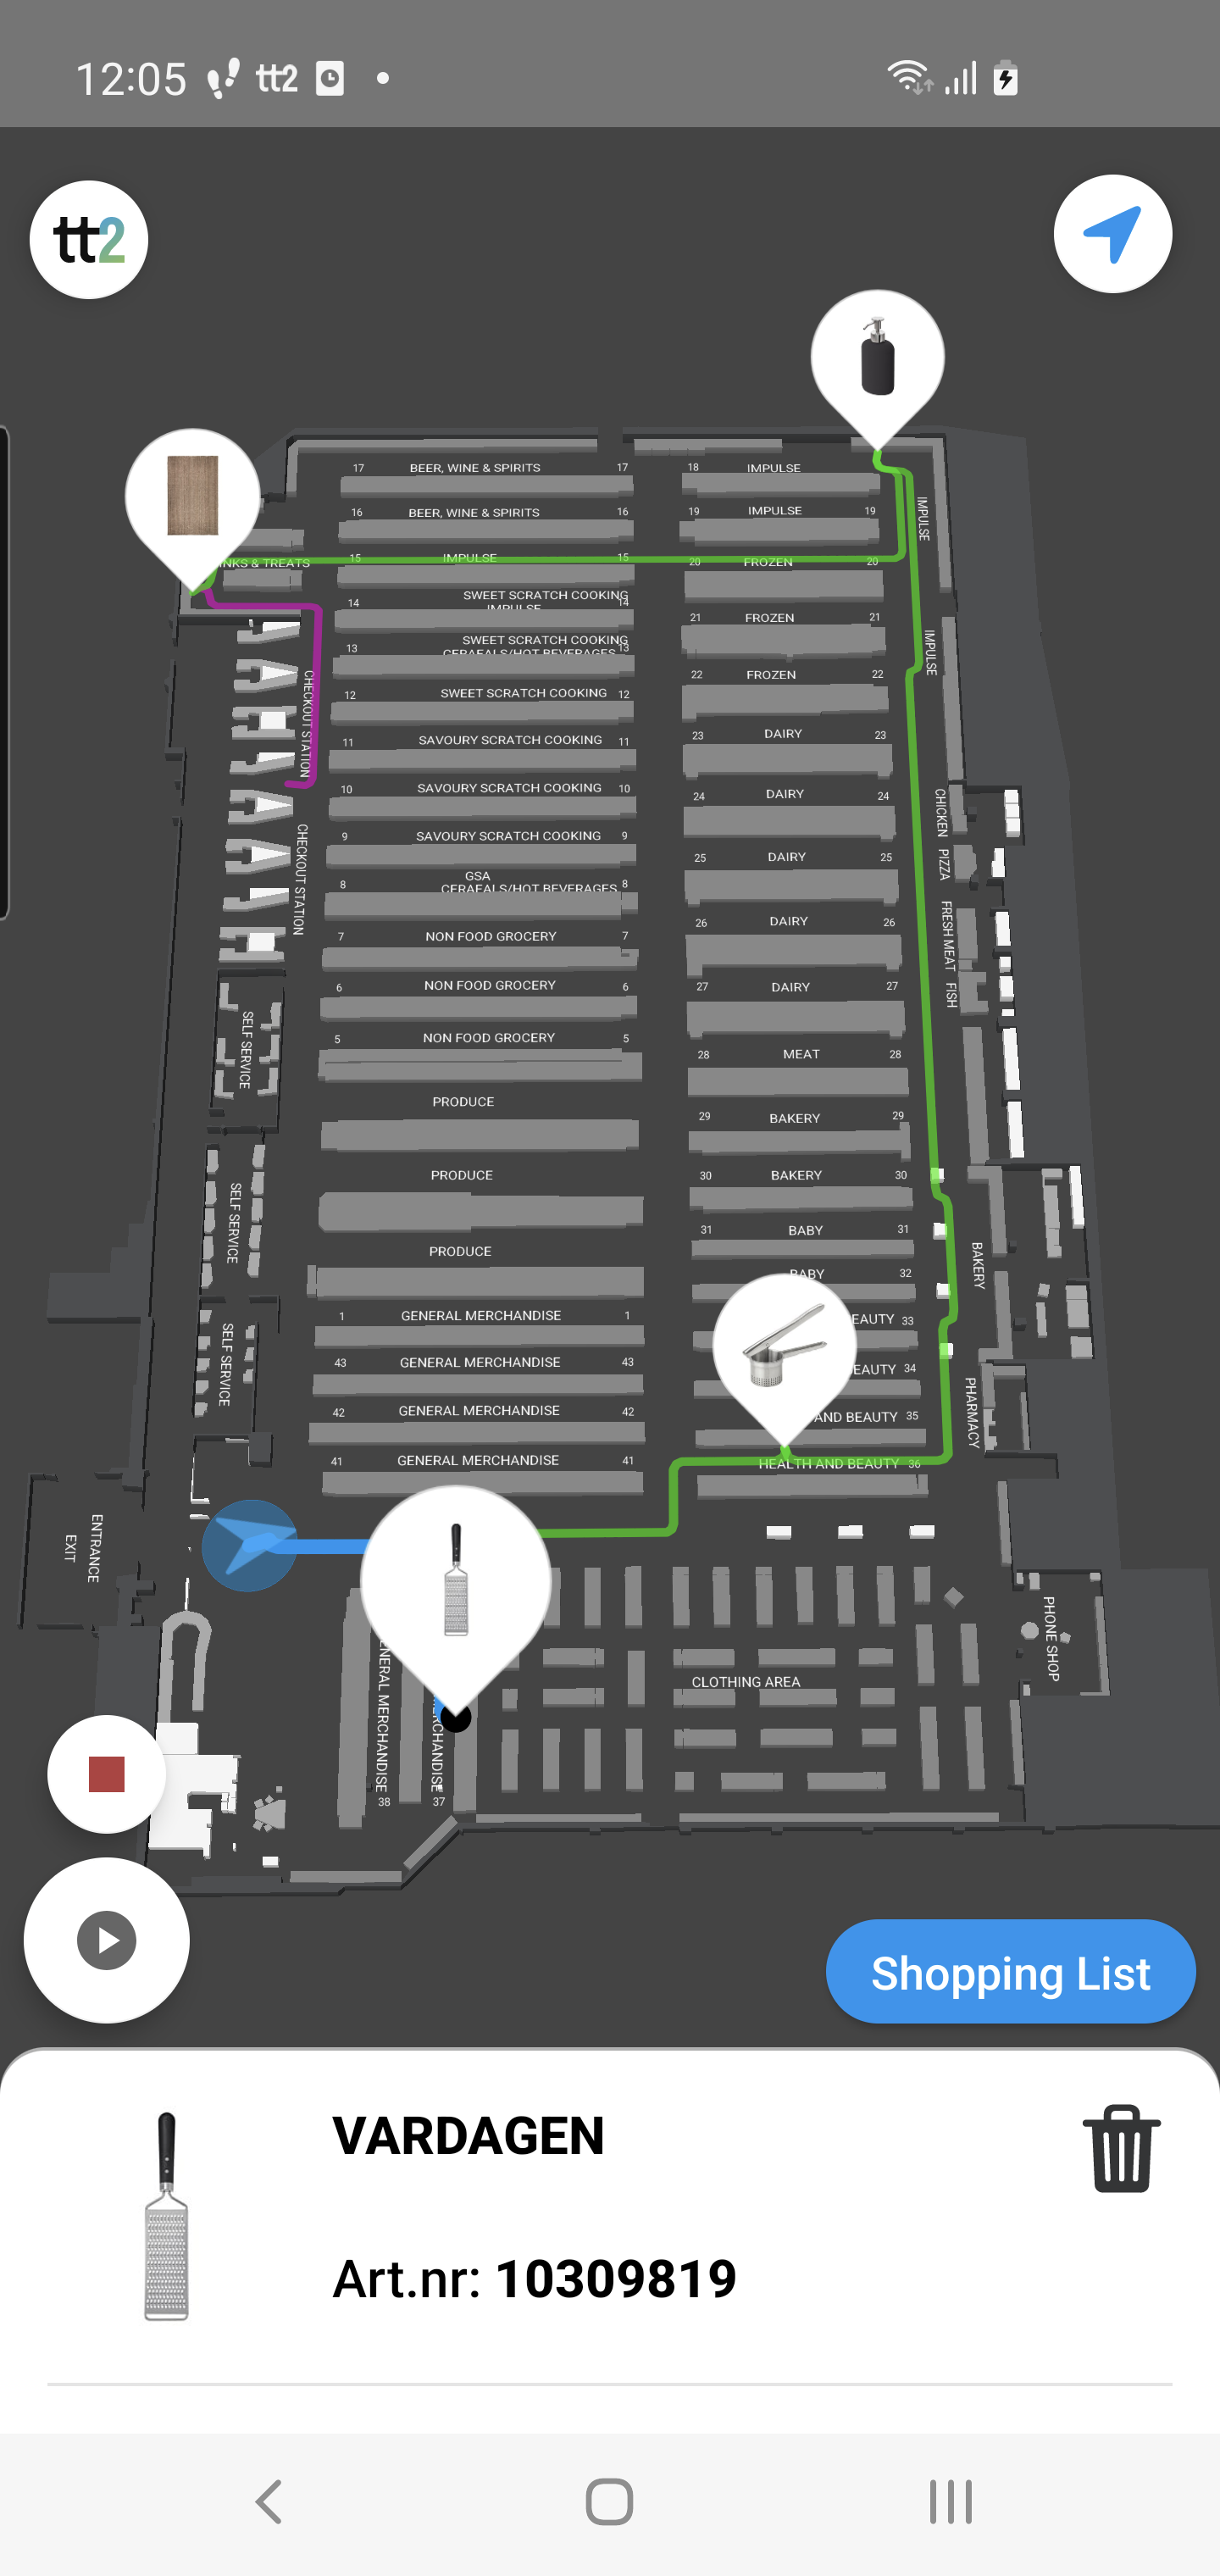 12:05 tt2
tt2
17 BEER, WINE & SPIRITS 17 18 IMPULSE
16 BEER, WINE & SPIRITS 16 19 IMPULSE 19
IMPULSE
15 IMPULSE 15 20 FROZEN 20
NKS & TREATS
SWEET SCRATCH COOKING
14 IMPULSE 14 21 FROZEN 21
SWEET SCRATCH COOKING
13 CERAEALS/HOT BEVERAGES 13 22 FROZEN 22
IMPULSE
12 SWEET SCRATCH COOKING 12 23 DAIRY 23
CHECKOUT STATION
11 SAVOURY SCRATCH COOKING 11 24 DAIRY 24
10 SAVOURY SCRATCH COOKING 10
CHICKEN
9 SAVOURY SCRATCH COOKING 9 25 DAIRY 25
PIZZA
CHECKOUT STATION
GSA
8 CERAEALS/HOT BEVERAGES 8 26 DAIRY 26
FRESH MEAT
7 NON FOOD GROCERY 7
FISH
6 NON FOOD GROCERY 6 27 DAIRY 27
5 NON FOOD GROCERY 5 28 MEAT 28
SELF SERVICE
PRODUCE 29 BAKERY 29
PRODUCE 30 BAKERY 30
SELF SERVICE
PRODUCE 31 BABY 31
BAKERY
BABY 32
1 GENERAL MERCHANDISE 1 EAUTY 33
SELF SERVICE
43 GENERAL MERCHANDISE 43 EAUTY 34
42 GENERAL MERCHANDISE 42 AND BEAUTY 35
PHARMACY
41 GENERAL MERCHANDISE 41 HEALTH AND BEAUTY 36
ENTRANCE
EXIT
PHONE SHOP
CLOTHING AREA
ENERAL MERCHANDISE
38
ERCHANDISE
37
Shopping List
VARDAGEN
Art.nr: 10309819